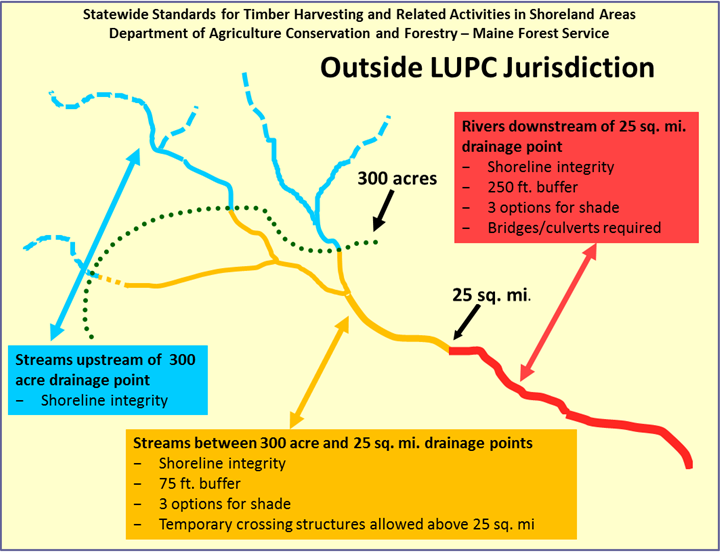 Statewide Standards for Timber Harvesting and Related Activities in Shoreland Areas
Department of Agriculture Conservation and Forestry – Maine Forest Service
Outside LUPC Jurisdiction
Rivers downstream of 25 sq. mi.
drainage point
− Shoreline integrity
− 250 ft. buffer
− 3 options for shade
− Bridges/culverts required
300 acres
25 sq. mi.
Streams upstream of 300
acre drainage point
− Shoreline integrity
Streams between 300 acre and 25 sq. mi. drainage points
− Shoreline integrity
− 75 ft. buffer
− 3 options for shade
− Temporary crossing structures allowed above 25 sq. mi